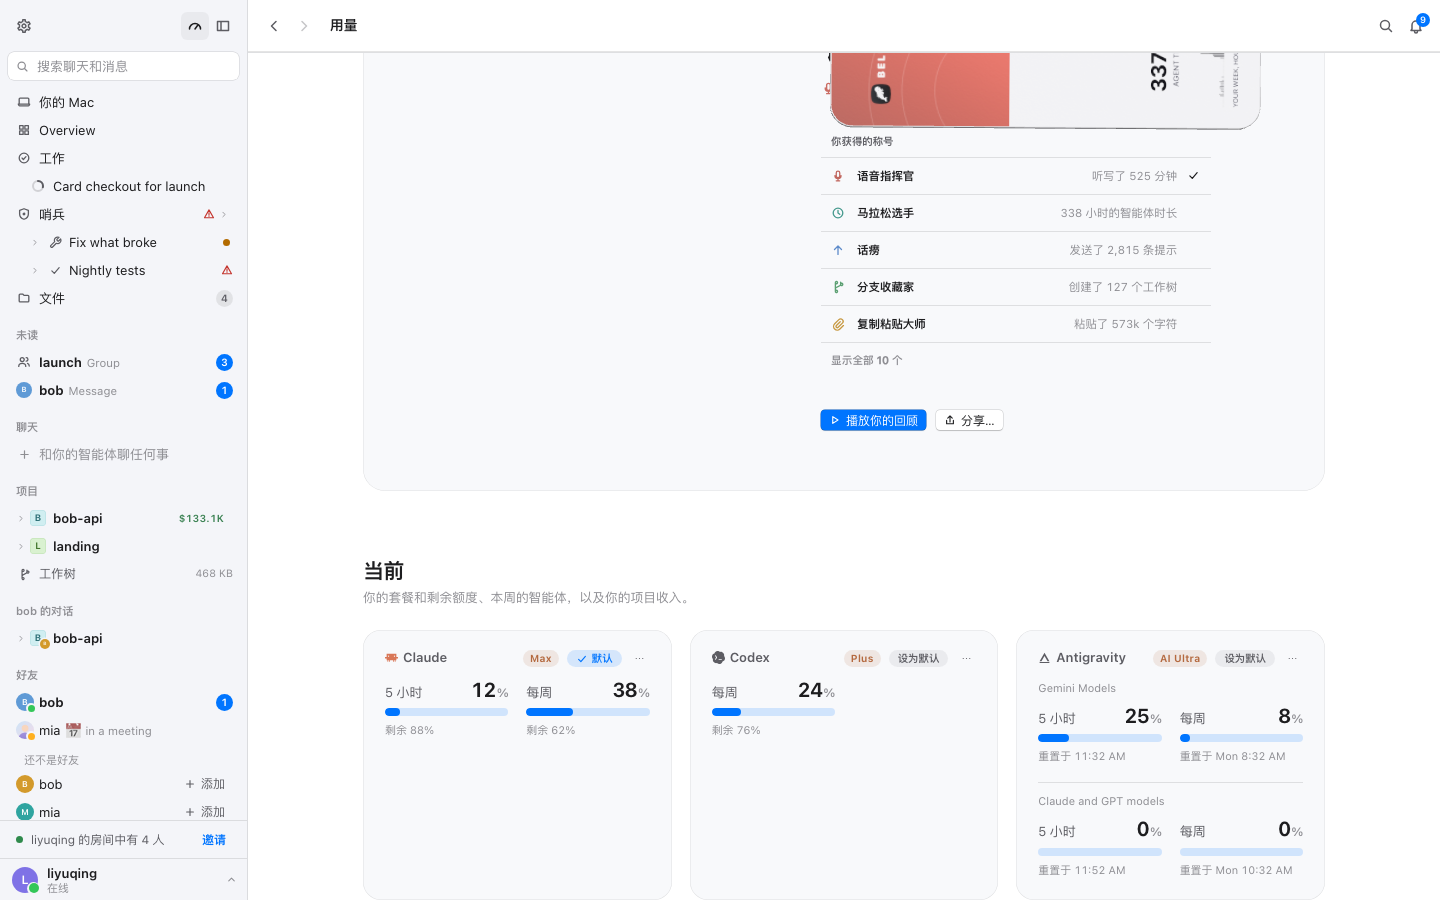 搜索聊天和消息
你的 Mac
Overview
工作
Card checkout for launch
哨兵
Fix what broke
Nightly tests
文件 4
未读
launch Group 3
B bob Message 1
聊天
和你的智能体聊任何事
项目
B bob-api $133.1K
L landing
工作树 468 KB
bob 的对话
B bob-api
好友
B bob 1
mia in a meeting
还不是好友
B bob + 添加
M mia + 添加
liyuqing 的房间中有 4 人 邀请
L liyuqing
在线
用量 9
BEL
337
AGENT T
YOUR WEEK, HO
你获得的称号
语音指挥官 听写了 525 分钟
马拉松选手 338 小时的智能体时长
话痨 发送了 2,815 条提示
分支收藏家 创建了 127 个工作树
复制粘贴大师 粘贴了 573k 个字符
显示全部 10 个
播放你的回顾 分享...
当前
你的套餐和剩余额度、本周的智能体，以及你的项目收入。
Claude Max 默认 ...
5 小时 12% 每周 38%
剩余 88% 剩余 62%
Codex Plus 设为默认 ...
每周 24%
剩余 76%
Antigravity AI Ultra 设为默认 ...
Gemini Models
5 小时 25% 每周 8%
重置于 11:32 AM 重置于 Mon 8:32 AM
Claude and GPT models
5 小时 0% 每周 0%
重置于 11:52 AM 重置于 Mon 10:32 AM